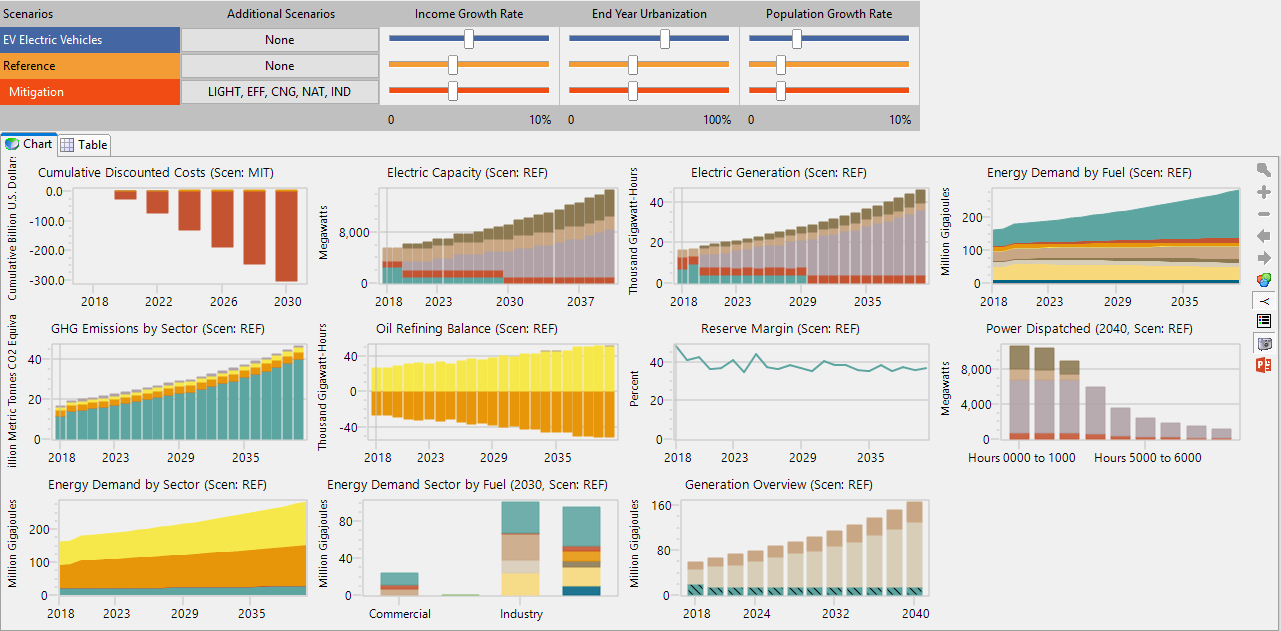 Scenarios Additional Scenarios Income Growth Rate End Year Urbanization Population Growth Rate
EV Electric Vehicles None
Reference None
Mitigation LIGHT, EFF, CNG, NAT, IND
0 10% 0 100% 0 10%
Chart Table
Cumulative Discounted Costs (Scen: MIT)
Cumulative Billion U.S. Dollar
0.0
-100.0
-200.0
-300.0
2018 2022 2026 2030
Electric Capacity (Scen: REF)
Megawatts
8,000
0
2018 2023 2030 2037
Electric Generation (Scen: REF)
Thousand Gigawatt-Hours
40
20
0
2018 2023 2029 2035
Energy Demand by Fuel (Scen: REF)
Million Gigajoules
200
100
0
2018 2023 2029 2035
GHG Emissions by Sector (Scen: REF)
illion Metric Tonnes CO2 Equiva
40
20
0
2018 2023 2029 2035
Oil Refining Balance (Scen: REF)
Thousand Gigawatt-Hours
40
0
-40
2018 2023 2029 2035
Reserve Margin (Scen: REF)
Percent
40
20
0
2018 2023 2029 2035
Power Dispatched (2040, Scen: REF)
Megawatts
8,000
4,000
0
Hours 0000 to 1000 Hours 5000 to 6000
Energy Demand by Sector (Scen: REF)
Million Gigajoules
200
100
0
2018 2023 2029 2035
Energy Demand Sector by Fuel (2030, Scen: REF)
Million Gigajoules
80
40
0
Commercial Industry
Generation Overview (Scen: REF)
Million Gigajoules
160
80
0
2018 2024 2032 2040